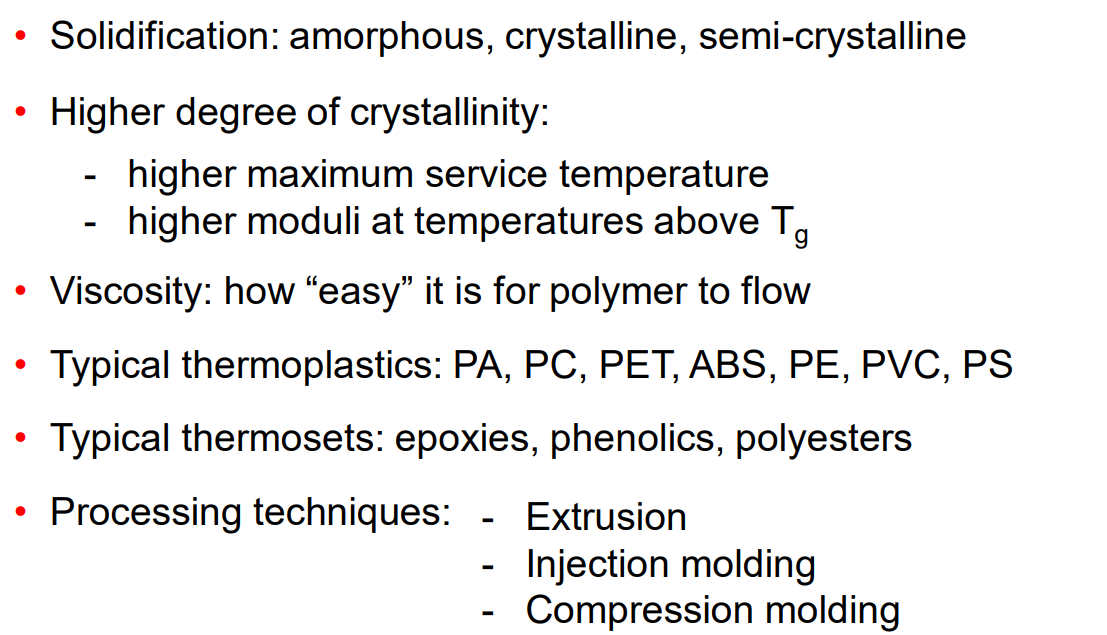 • Solidification: amorphous, crystalline, semi-crystalline
• Higher degree of crystallinity:
- higher maximum service temperature
- higher moduli at temperatures above Tg
• Viscosity: how “easy” it is for polymer to flow
• Typical thermoplastics: PA, PC, PET, ABS, PE, PVC, PS
• Typical thermosets: epoxies, phenolics, polyesters
• Processing techniques: - Extrusion
- Injection molding
- Compression molding